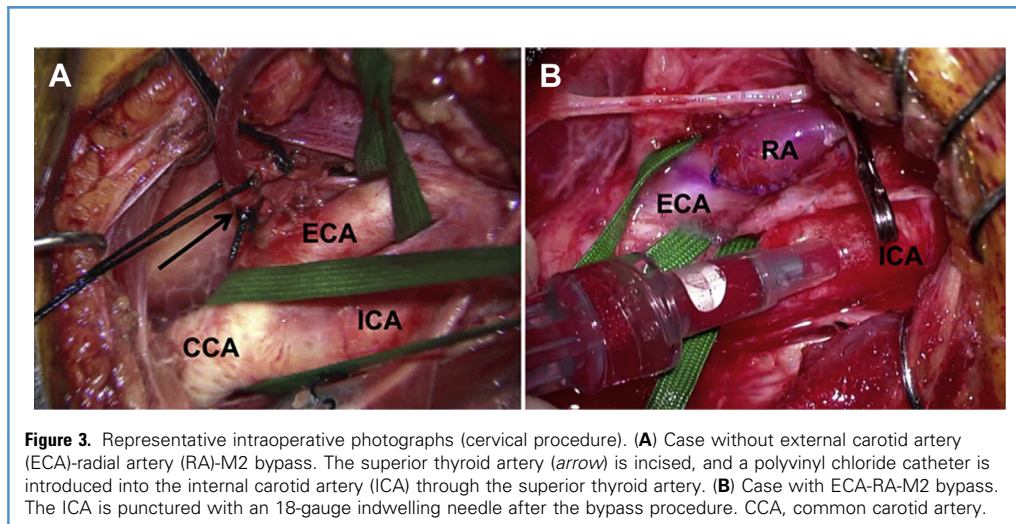 A
B
RA
ECA
ECA
ICA
ICA
CCA
Figure 3. Representative intraoperative photographs (cervical procedure). (A) Case without external carotid artery
(ECA)-radial artery (RA)-M2 bypass. The superior thyroid artery (arrow) is incised, and a polyvinyl chloride catheter is
introduced into the internal carotid artery (ICA) through the superior thyroid artery. (B) Case with ECA-RA-M2 bypass.
The ICA is punctured with an 18-gauge indwelling needle after the bypass procedure. CCA, common carotid artery.